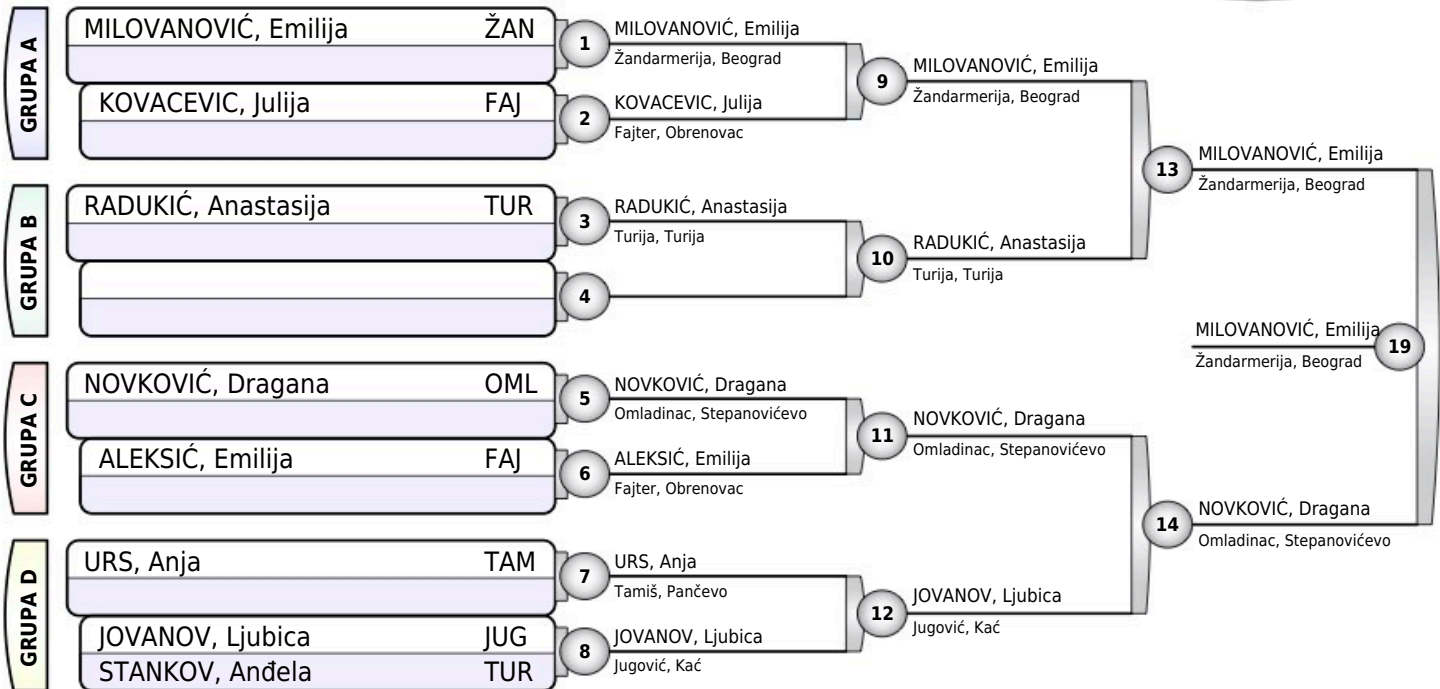 GRUPA A
MILOVANOVIĆ, Emilija ŽAN
KOVACEVIC, Julija FAJ
GRUPA B
RADUKIĆ, Anastasija TUR
GRUPA C
NOVKOVIĆ, Dragana OML
ALEKSIĆ, Emilija FAJ
GRUPA D
URS, Anja TAM
JOVANOV, Ljubica JUG
STANKOV, Anđela TUR
1
MILOVANOVIĆ, Emilija
Žandarmerija, Beograd
2
KOVACEVIC, Julija
Fajter, Obrenovac
3
RADUKIĆ, Anastasija
Turija, Turija
4
5
NOVKOVIĆ, Dragana
Omladinac, Stepanovićevo
6
ALEKSIĆ, Emilija
Fajter, Obrenovac
7
URS, Anja
Tamiš, Pančevo
8
JOVANOV, Ljubica
Jugović, Kać
9
MILOVANOVIĆ, Emilija
Žandarmerija, Beograd
10
RADUKIĆ, Anastasija
Turija, Turija
11
NOVKOVIĆ, Dragana
Omladinac, Stepanovićevo
12
JOVANOV, Ljubica
Jugović, Kać
13
MILOVANOVIĆ, Emilija
Žandarmerija, Beograd
14
NOVKOVIĆ, Dragana
Omladinac, Stepanovićevo
MILOVANOVIĆ, Emilija
Žandarmerija, Beograd
19